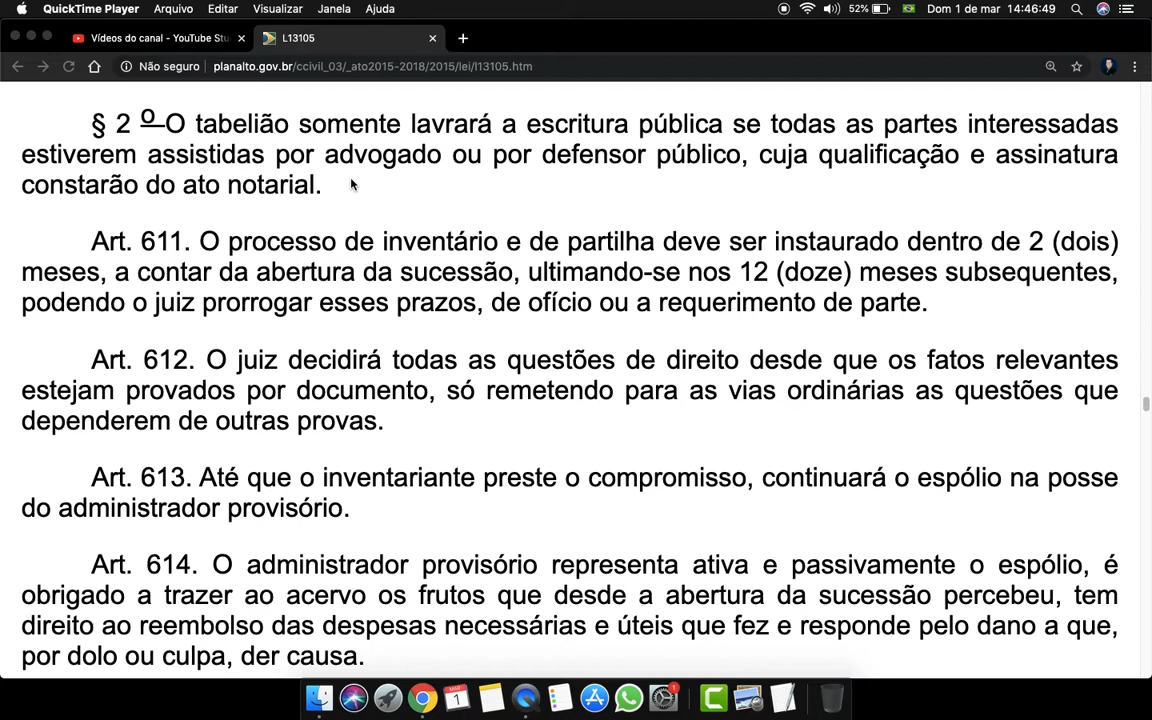 QuickTime Player Arquivo Editar Visualizar Janela Ajuda 52% Dom 1 de mar 14:46:49
Vídeos do canal - YouTube Stu L13105
Não seguro planalto.gov.br/ccivil_03/_ato2015-2018/2015/lei/l13105.htm
§ 2 º O tabelião somente lavrará a escritura pública se todas as partes interessadas
estiverem assistidas por advogado ou por defensor público, cuja qualificação e assinatura
constarão do ato notarial.
Art. 611. O processo de inventário e de partilha deve ser instaurado dentro de 2 (dois)
meses, a contar da abertura da sucessão, ultimando-se nos 12 (doze) meses subsequentes,
podendo o juiz prorrogar esses prazos, de ofício ou a requerimento de parte.
Art. 612. O juiz decidirá todas as questões de direito desde que os fatos relevantes
estejam provados por documento, só remetendo para as vias ordinárias as questões que
dependerem de outras provas.
Art. 613. Até que o inventariante preste o compromisso, continuará o espólio na posse
do administrador provisório.
Art. 614. O administrador provisório representa ativa e passivamente o espólio, é
obrigado a trazer ao acervo os frutos que desde a abertura da sucessão percebeu, tem
direito ao reembolso das despesas necessárias e úteis que fez e responde pelo dano a que,
por dolo ou culpa, der causa.